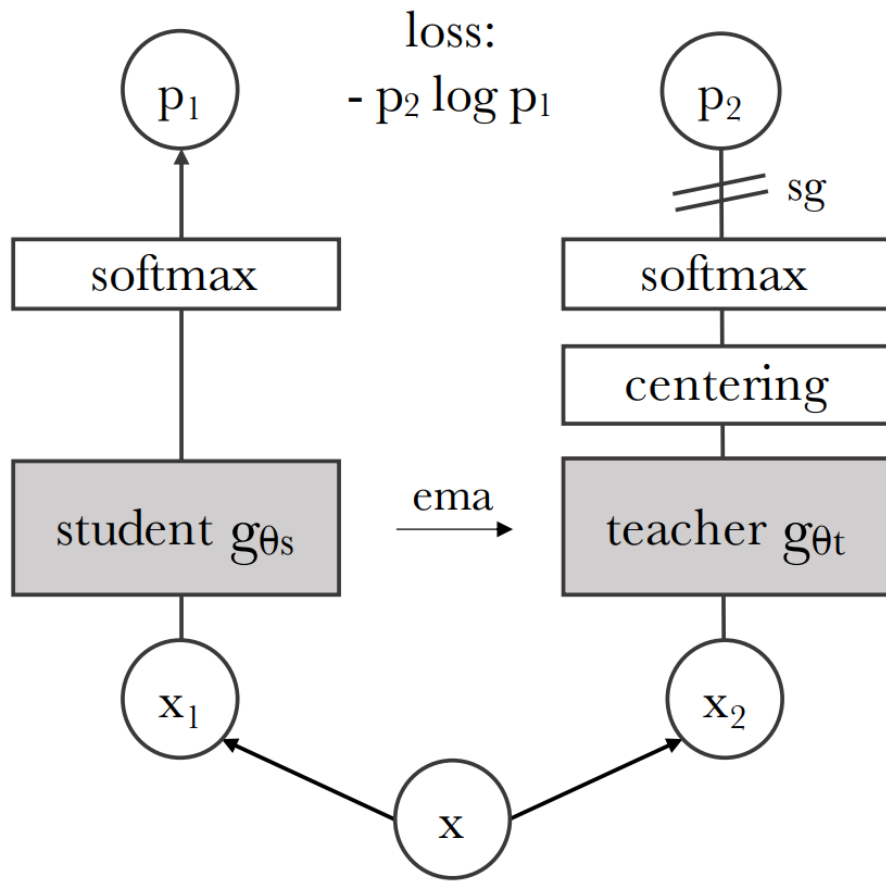 loss:
p₁ - p₂ log p₁ p₂
sg
softmax softmax
centering
student gθs ema teacher gθt
x₁ x₂
x